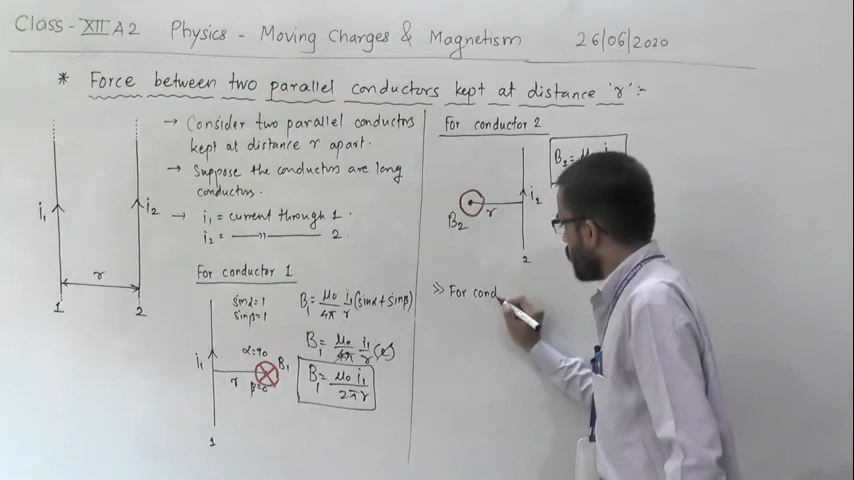 Class - XII A2 Physics - Moving Charges & Magnetism 26/06/2020
* Force between two parallel conductors kept at distance 'r' :-
→ Consider two parallel conductors
kept at distance r apart.
→ Suppose the conductors are long
conductors.
→ i₁ = current through 1.
i₂ = —〃— 2.
i₁
i₂
r
1
2
For conductor 1
sinα=1
sinβ=1
B₁ = μ₀/4π i₁/r (sinα + sinβ)
α=90
i₁
r
B₁
1
B₁ = μ₀/4π i₁/r (2)
B₁ = μ₀ i₁/2πr
For conductor 2
B₂ = μ₀ i
i₂
r
B₂
2
>> For cond